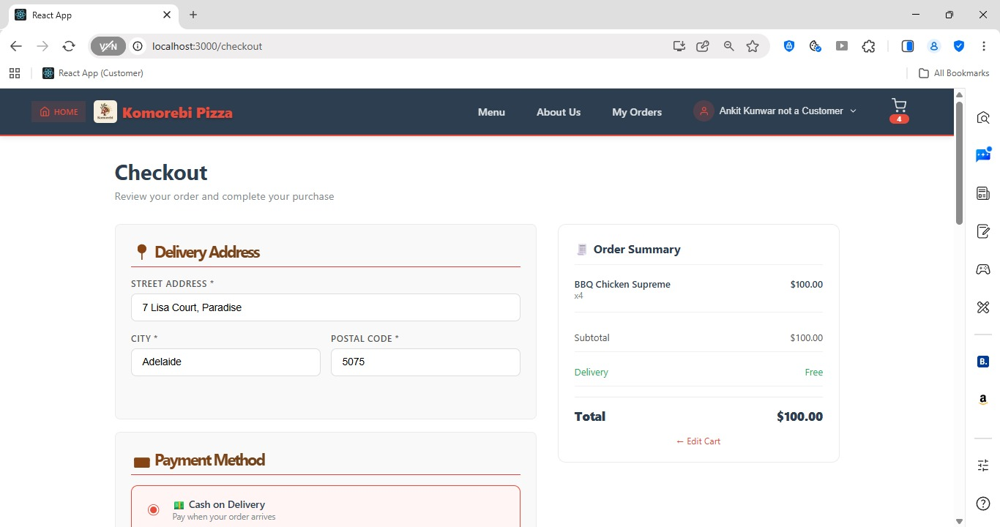 React App
VPN
localhost:3000/checkout
React App (Customer)
All Bookmarks
HOME
Komorebi
Komorebi Pizza
Menu
About Us
My Orders
Ankit Kunwar not a Customer
4
Checkout
Review your order and complete your purchase
Delivery Address
STREET ADDRESS *
7 Lisa Court, Paradise
CITY *
POSTAL CODE *
Adelaide
5075
Payment Method
Cash on Delivery
Pay when your order arrives
Order Summary
BBQ Chicken Supreme
$100.00
x4
Subtotal
$100.00
Delivery
Free
Total
$100.00
← Edit Cart
B.
a